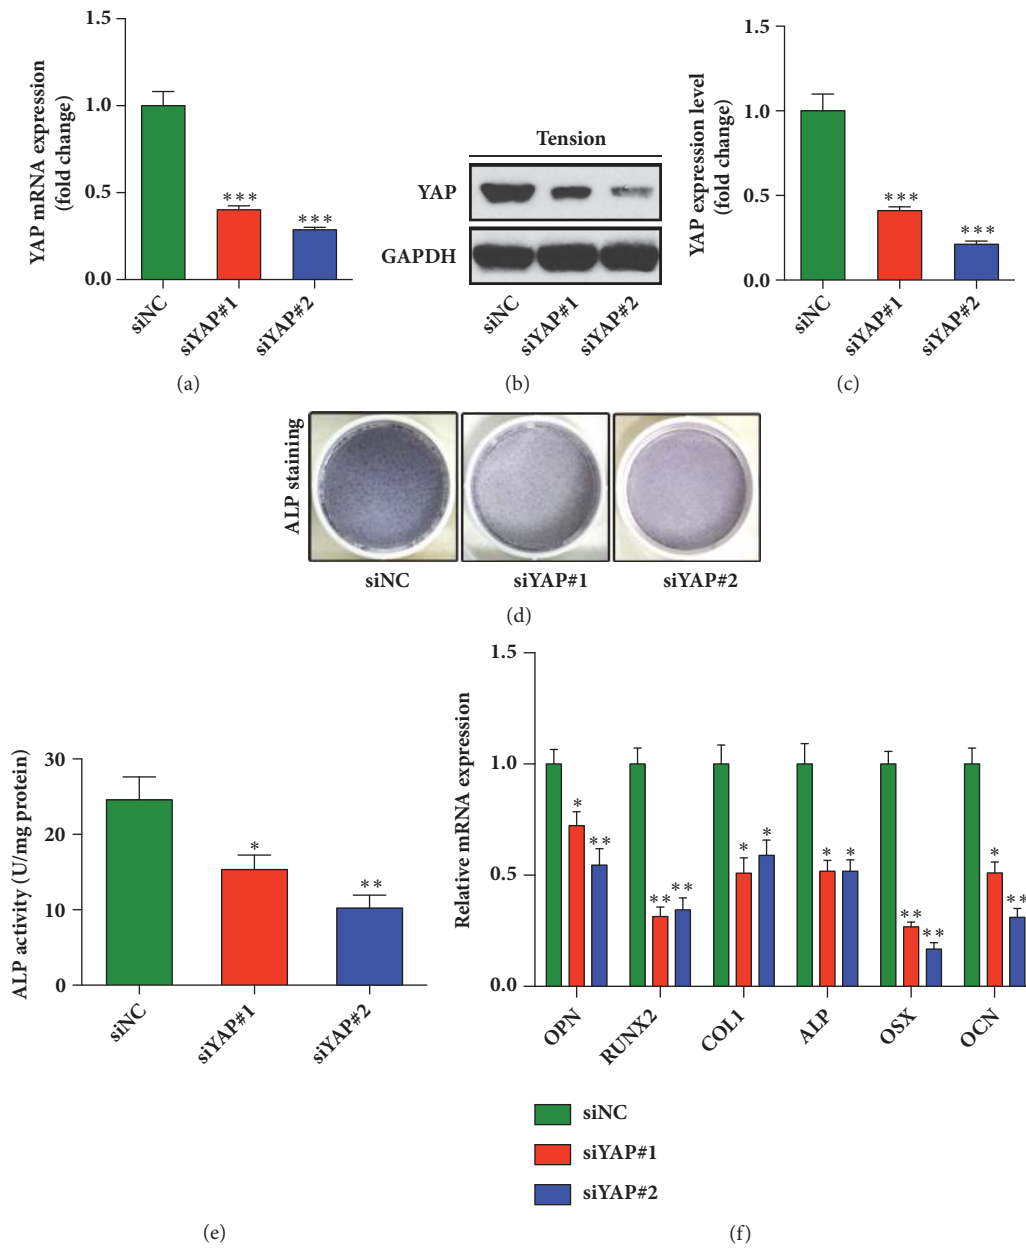 1.5
1.0
0.5
0.0
YAP mRNA expression
(fold change)
***
***
siNC
siYAP#1
siYAP#2
(a)
Tension
YAP
GAPDH
siNC
siYAP#1
siYAP#2
(b)
1.5
1.0
0.5
0.0
YAP expression level
(fold change)
***
***
siNC
siYAP#1
siYAP#2
(c)
ALP staining
siNC
siYAP#1
siYAP#2
(d)
30
20
10
0
ALP activity (U/mg protein)
*
**
siNC
siYAP#1
siYAP#2
(e)
1.5
1.0
0.5
0.0
Relative mRNA expression
*
**
**
**
*
*
*
*
**
**
*
**
OPN
RUNX2
COL1
ALP
OSX
OCN
siNC
siYAP#1
siYAP#2
(f)